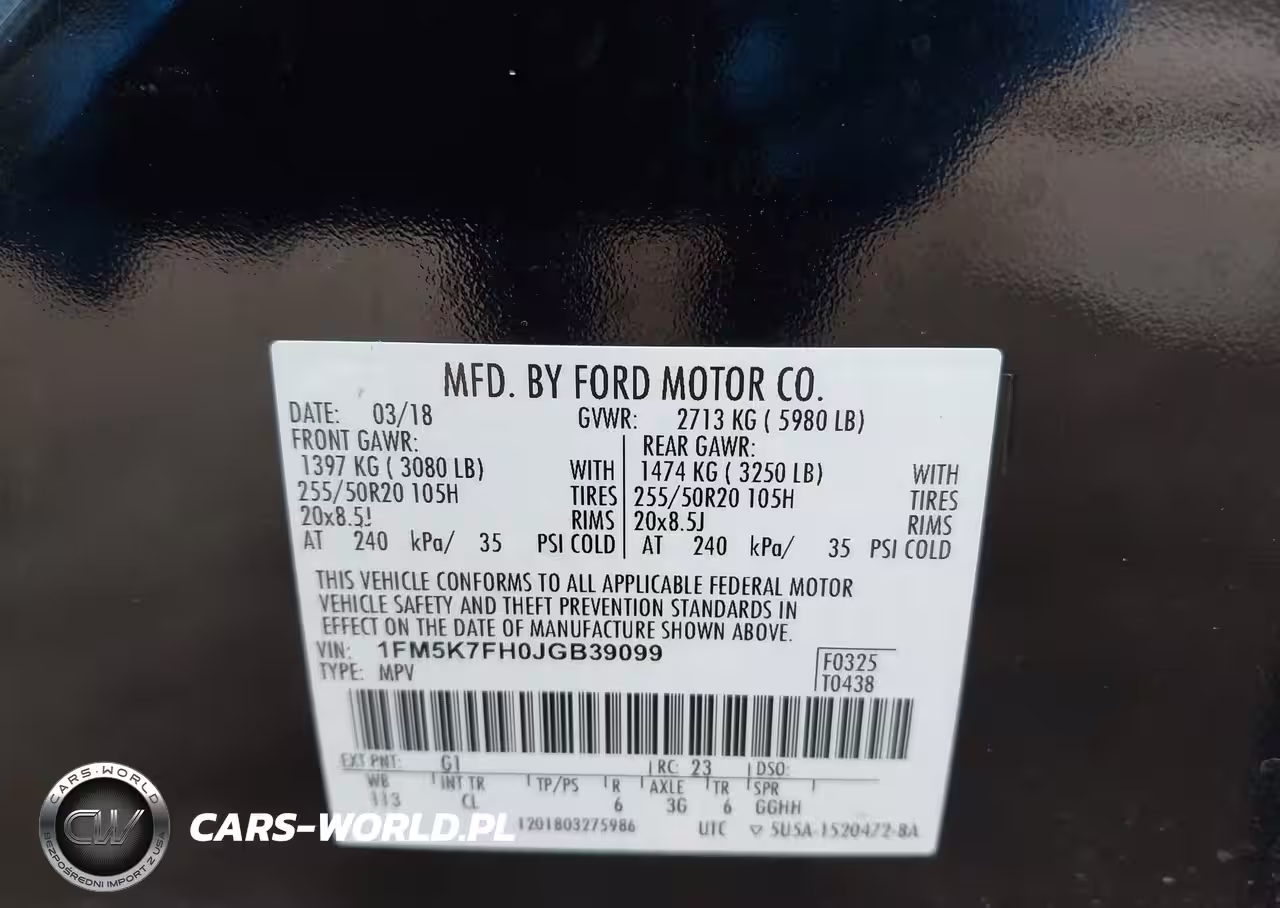 MFD. BY FORD MOTOR CO.
DATE: 03/18 GVWR: 2713 KG ( 5980 LB)
FRONT GAWR: REAR GAWR:
1397 KG ( 3080 LB) WITH 1474 KG ( 3250 LB) WITH
255/50R20 105H TIRES 255/50R20 105H TIRES
20x8.5J RIMS 20x8.5J RIMS
AT 240 kPa/ 35 PSI COLD AT 240 kPa/ 35 PSI COLD
THIS VEHICLE CONFORMS TO ALL APPLICABLE FEDERAL MOTOR
VEHICLE SAFETY AND THEFT PREVENTION STANDARDS IN
EFFECT ON THE DATE OF MANUFACTURE SHOWN ABOVE.
VIN: 1FM5K7FH0JGB39099
F0325
TYPE: MPV
T0438
EXT PNT: G1 RC: 23 DSO:
WB INT TR TP/PS R AXLE TR SPR
113 CL 6 3G 6 GGHH
1201803275986 UTC ▽ 5U5A-1520472-BA
CARS-WORLD
CW
BEZPOŚREDNI IMPORT Z USA
CARS-WORLD.PL